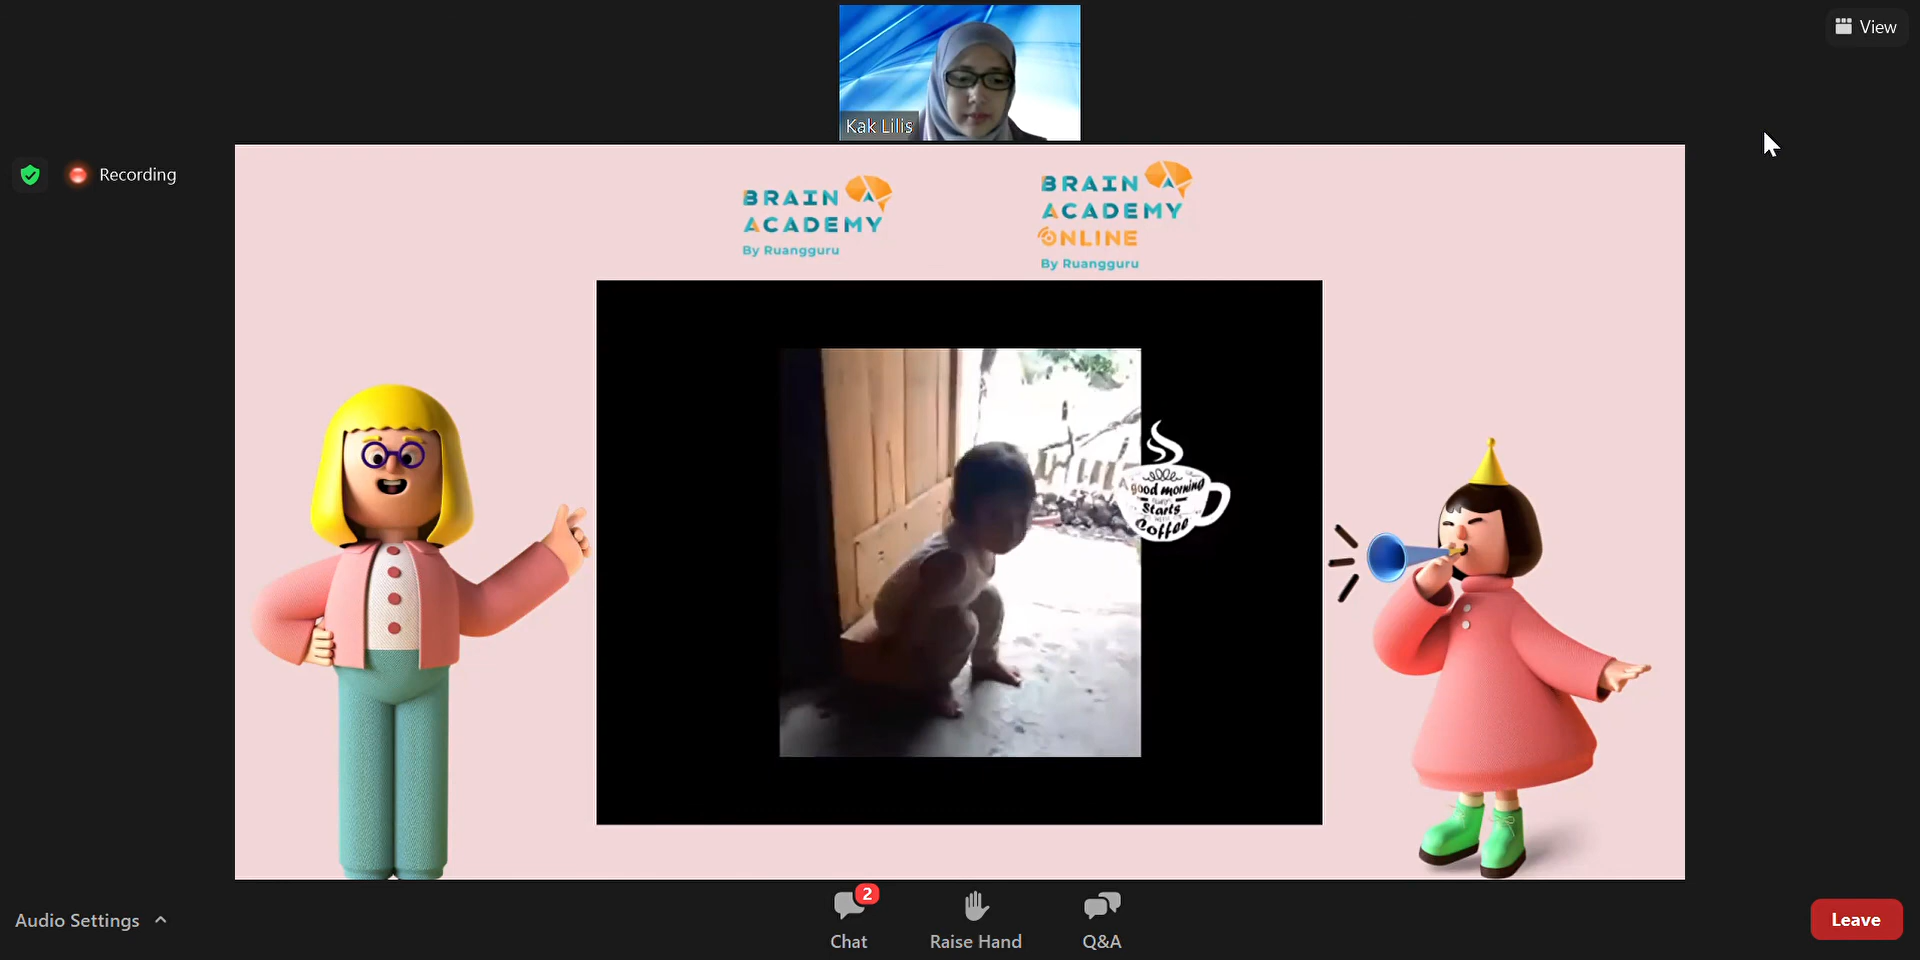 View
Kak Lilis
Recording
BRAIN
ACADEMY
By Ruangguru
BRAIN
ACADEMY
ONLINE
By Ruangguru
good morning
Starts
Coffee
2
Audio Settings
Chat
Raise Hand
Q&A
Leave